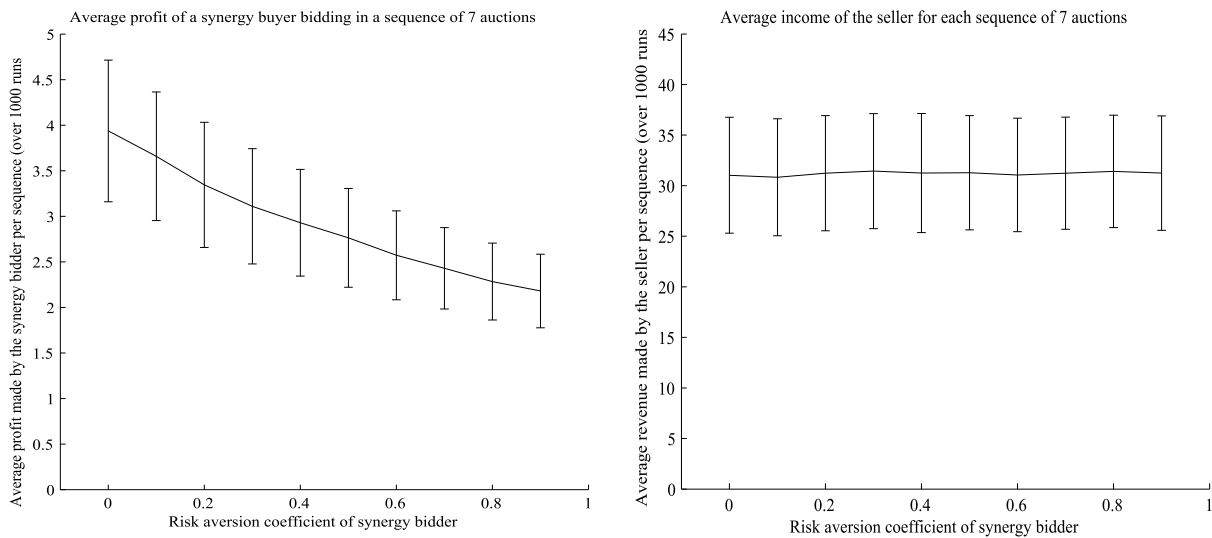 Average profit of a synergy buyer bidding in a sequence of 7 auctions
Average profit made by the synergy bidder per sequence (over 1000 runs
5
4.5
4
3.5
3
2.5
2
1.5
1
0.5
0
0 0.2 0.4 0.6 0.8 1
Risk aversion coefficient of synergy bidder
Average income of the seller for each sequence of 7 auctions
Average revenue made by the seller per sequence (over 1000 runs
45
40
35
30
25
20
15
10
5
0
0 0.2 0.4 0.6 0.8 1
Risk aversion coefficient of synergy bidder